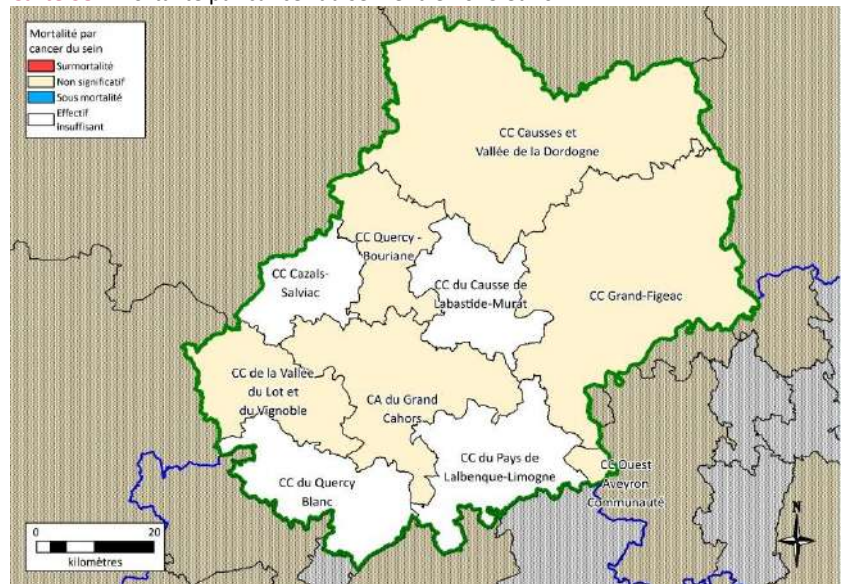 Mortalité par
cancer du sein
Surmortalité
Non significatif
Sous mortalité
Effectif
insuffisant
CC Causses et
Vallée de la Dordogne
CC Quercy -
Bouriane
CC Cazals-
Salviac
CC du Causse de
Labastide-Murat
CC Grand-Figeac
CC de la Vallée
du Lot et
du Vignoble
CA du Grand
Cahors
CC du Pays de
Lalbenque-Limogne
CC Ouest
Aveyron
Communauté
CC du Quercy
Blanc
0 20
kilomètres
N